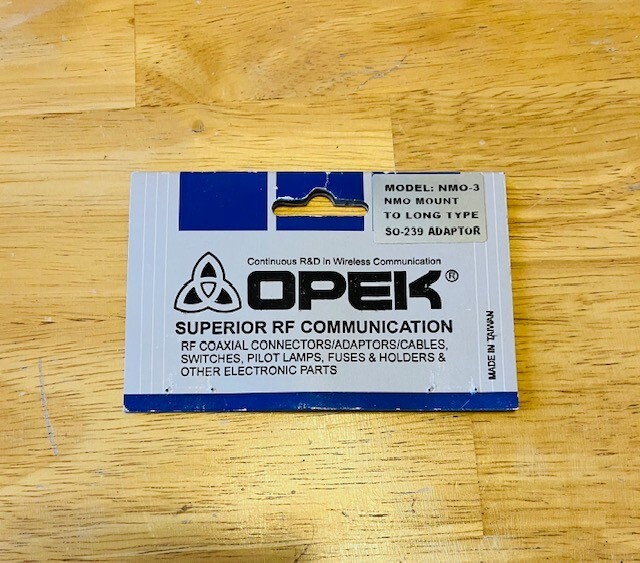 MODEL: NMO-3
NMO MOUNT
TO LONG TYPE
SO-239 ADAPTOR
Continuous R&D in Wireless Communication
OPEK®
SUPERIOR RF COMMUNICATION
RF COAXIAL CONNECTORS/ADAPTORS/CABLES,
SWITCHES, PILOT LAMPS, FUSES & HOLDERS &
OTHER ELECTRONIC PARTS
MADE IN TAIWAN